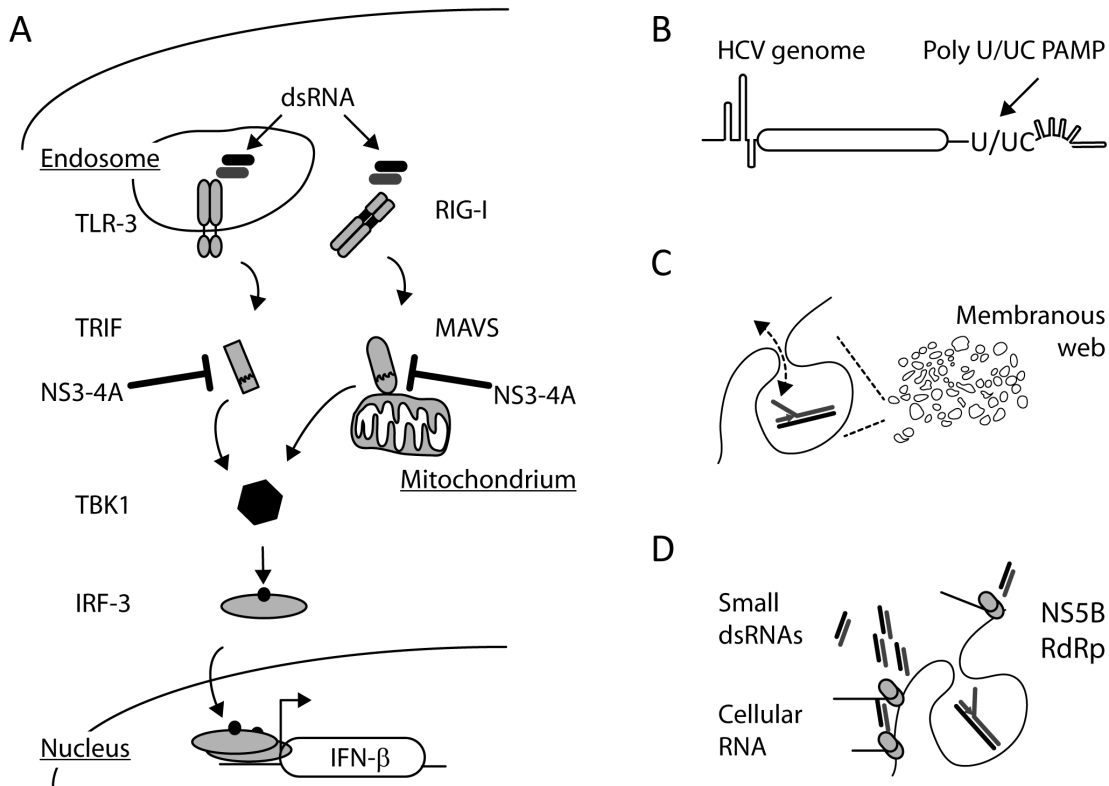 A
dsRNA
Endosome
TLR-3
RIG-I
TRIF
MAVS
NS3-4A
NS3-4A
Mitochondrium
TBK1
IRF-3
Nucleus
IFN-β
B
HCV genome
Poly U/UC PAMP
U/UC
C
Membranous
web
D
Small
dsRNAs
NS5B
RdRp
Cellular
RNA